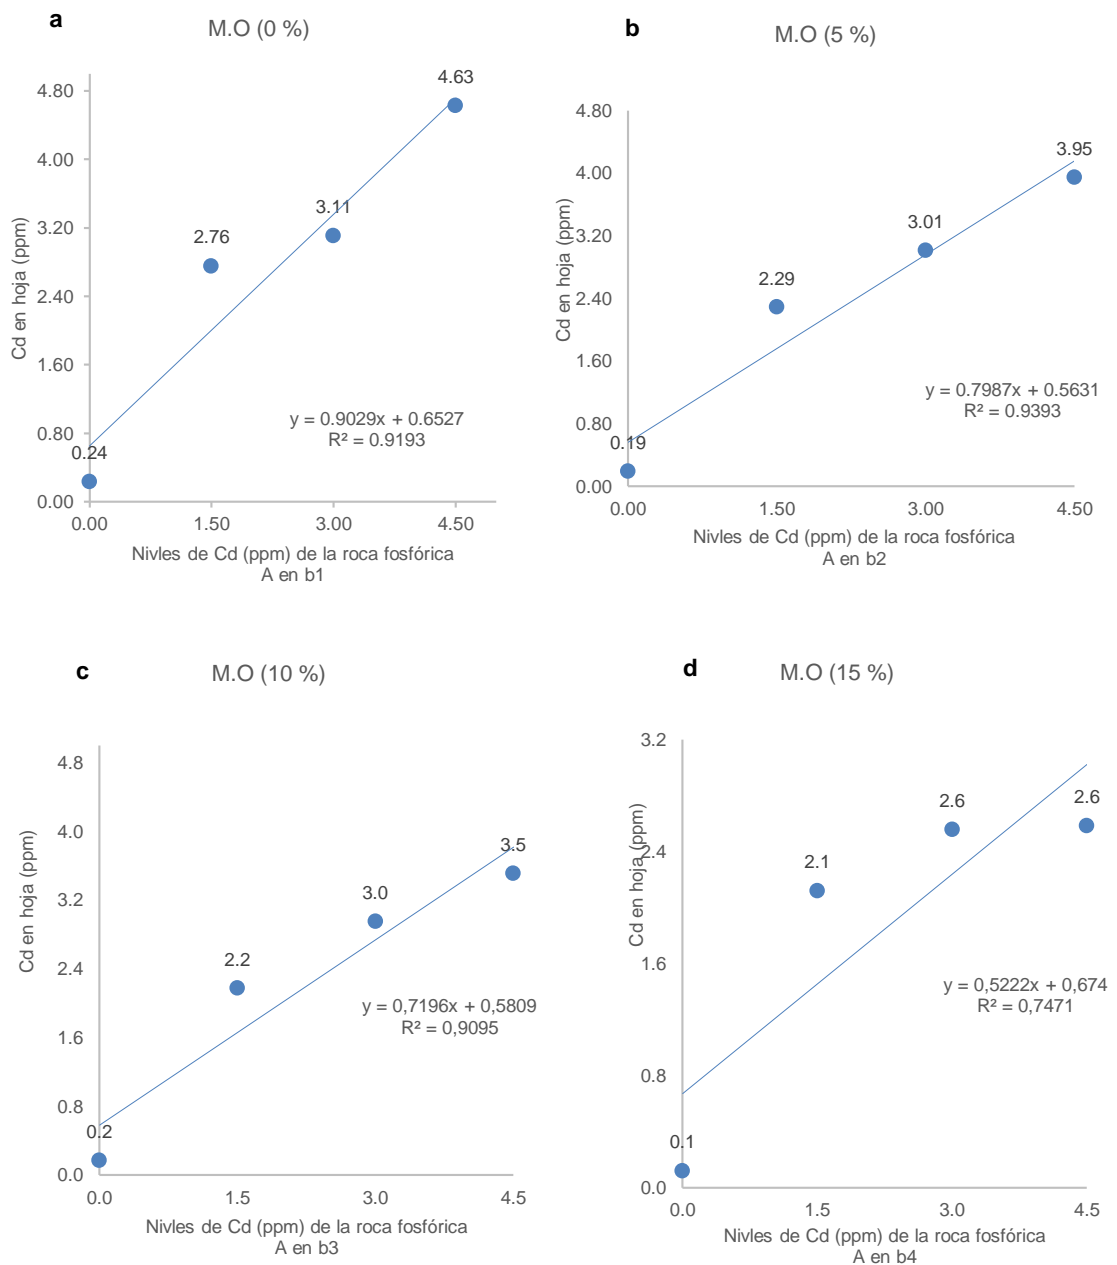 a
M.O (0 %)
4.80
4.00
3.20
2.40
1.60
0.80
0.00
Cd en hoja (ppm)
0.24
2.76
3.11
4.63
y = 0.9029x + 0.6527
R² = 0.9193
0.00 1.50 3.00 4.50
Nivles de Cd (ppm) de la roca fosfórica
A en b1
b
M.O (5 %)
4.80
4.00
3.20
2.40
1.60
0.80
0.00
Cd en hoja (ppm)
0.19
2.29
3.01
3.95
y = 0.7987x + 0.5631
R² = 0.9393
0.00 1.50 3.00 4.50
Nivles de Cd (ppm) de la roca fosfórica
A en b2
c
M.O (10 %)
4.8
4.0
3.2
2.4
1.6
0.8
0.0
Cd en hoja (ppm)
0.2
2.2
3.0
3.5
y = 0,7196x + 0,5809
R² = 0,9095
0.0 1.5 3.0 4.5
Nivles de Cd (ppm) de la roca fosfórica
A en b3
d
M.O (15 %)
3.2
2.4
1.6
0.8
0.0
Cd en hoja (ppm)
0.1
2.1
2.6
2.6
y = 0,5222x + 0,674
R² = 0,7471
0.0 1.5 3.0 4.5
Nivles de Cd (ppm) de la roca fosfórica
A en b4